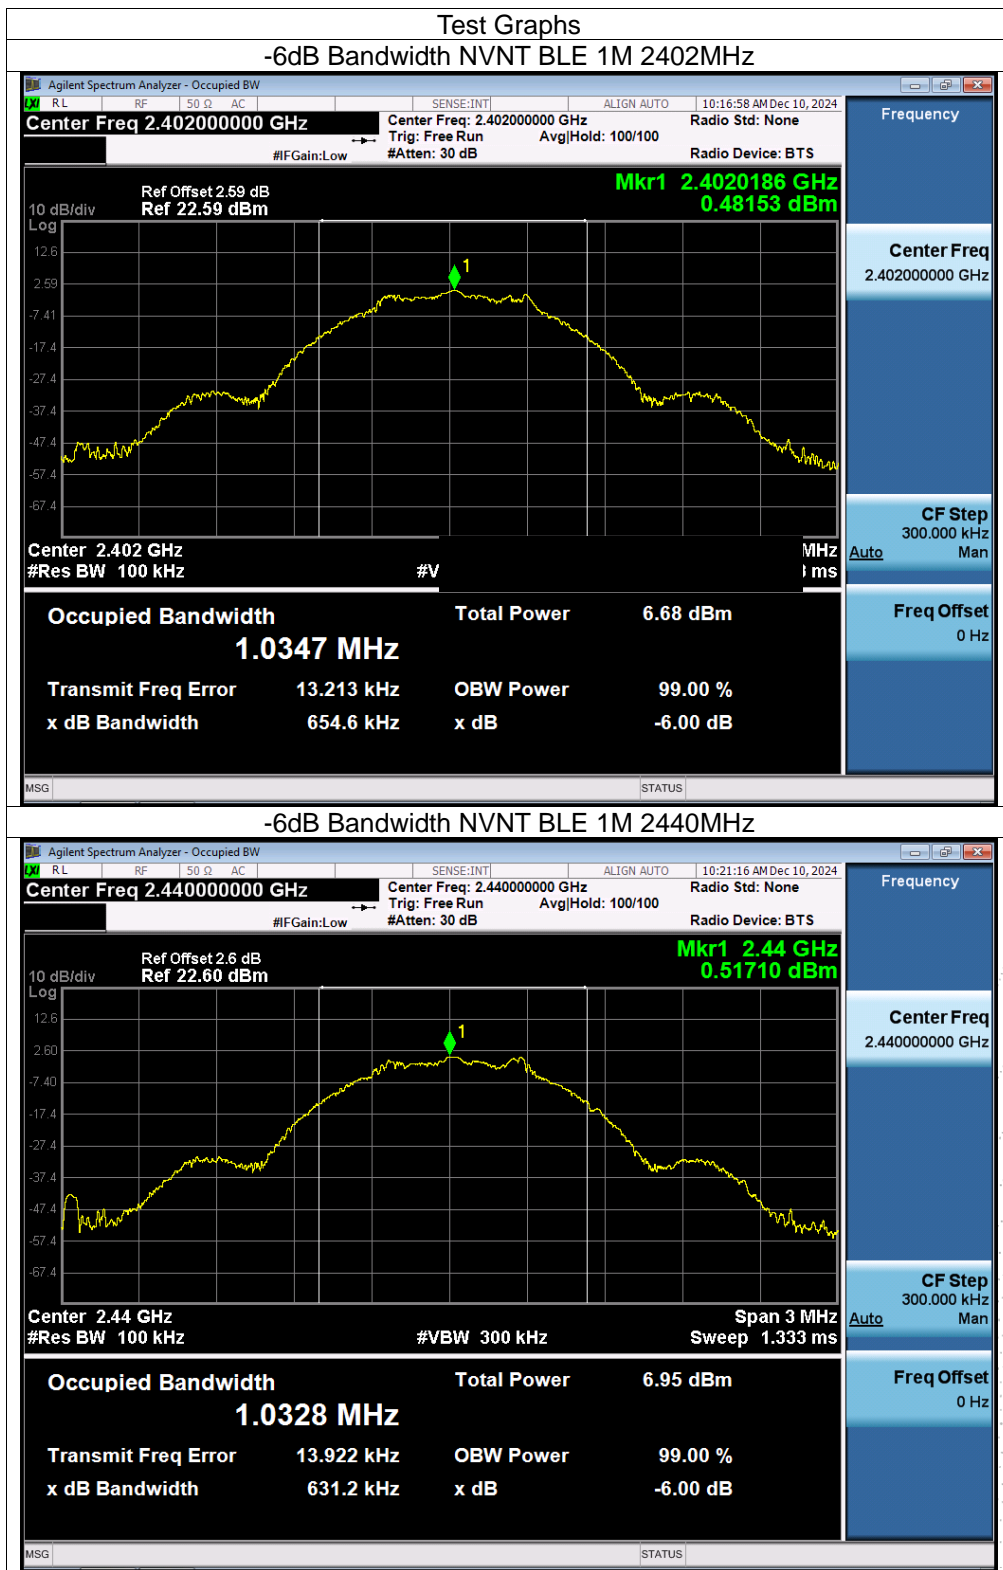 Test Graphs
-6dB Bandwidth NVNT BLE 1M 2402MHz
Agilent Spectrum Analyzer - Occupied BW
LXI RL RF 50 Ω AC SENSE:INT ALIGN AUTO 10:16:58 AM Dec 10, 2024
Center Freq 2.402000000 GHz
Center Freq: 2.402000000 GHz
Radio Std: None
Trig: Free Run Avg|Hold: 100/100
#IFGain:Low
#Atten: 30 dB
Radio Device: BTS
Frequency
Mkr1 2.4020186 GHz
0.48153 dBm
Ref Offset 2.59 dB
10 dB/div Ref 22.59 dBm
Log
12.6
2.59
-7.41
-17.4
-27.4
-37.4
-47.4
-57.4
-67.4
1
Center Freq
2.402000000 GHz
Center 2.402 GHz
MHz
#Res BW 100 kHz
#V
ms
CF Step
300.000 kHz
Auto Man
Freq Offset
0 Hz
Occupied Bandwidth
1.0347 MHz
Total Power 6.68 dBm
Transmit Freq Error 13.213 kHz OBW Power 99.00 %
x dB Bandwidth 654.6 kHz x dB -6.00 dB
MSG STATUS
-6dB Bandwidth NVNT BLE 1M 2440MHz
Agilent Spectrum Analyzer - Occupied BW
LXI RL RF 50 Ω AC SENSE:INT ALIGN AUTO 10:21:16 AM Dec 10, 2024
Center Freq 2.440000000 GHz
Center Freq: 2.440000000 GHz
Radio Std: None
Trig: Free Run Avg|Hold: 100/100
#IFGain:Low
#Atten: 30 dB
Radio Device: BTS
Frequency
Mkr1 2.44 GHz
0.51710 dBm
Ref Offset 2.6 dB
10 dB/div Ref 22.60 dBm
Log
12.6
2.60
-7.40
-17.4
-27.4
-37.4
-47.4
-57.4
-67.4
1
Center Freq
2.440000000 GHz
Center 2.44 GHz
Span 3 MHz
#Res BW 100 kHz
#VBW 300 kHz
Sweep 1.333 ms
CF Step
300.000 kHz
Auto Man
Freq Offset
0 Hz
Occupied Bandwidth
1.0328 MHz
Total Power 6.95 dBm
Transmit Freq Error 13.922 kHz OBW Power 99.00 %
x dB Bandwidth 631.2 kHz x dB -6.00 dB
MSG STATUS